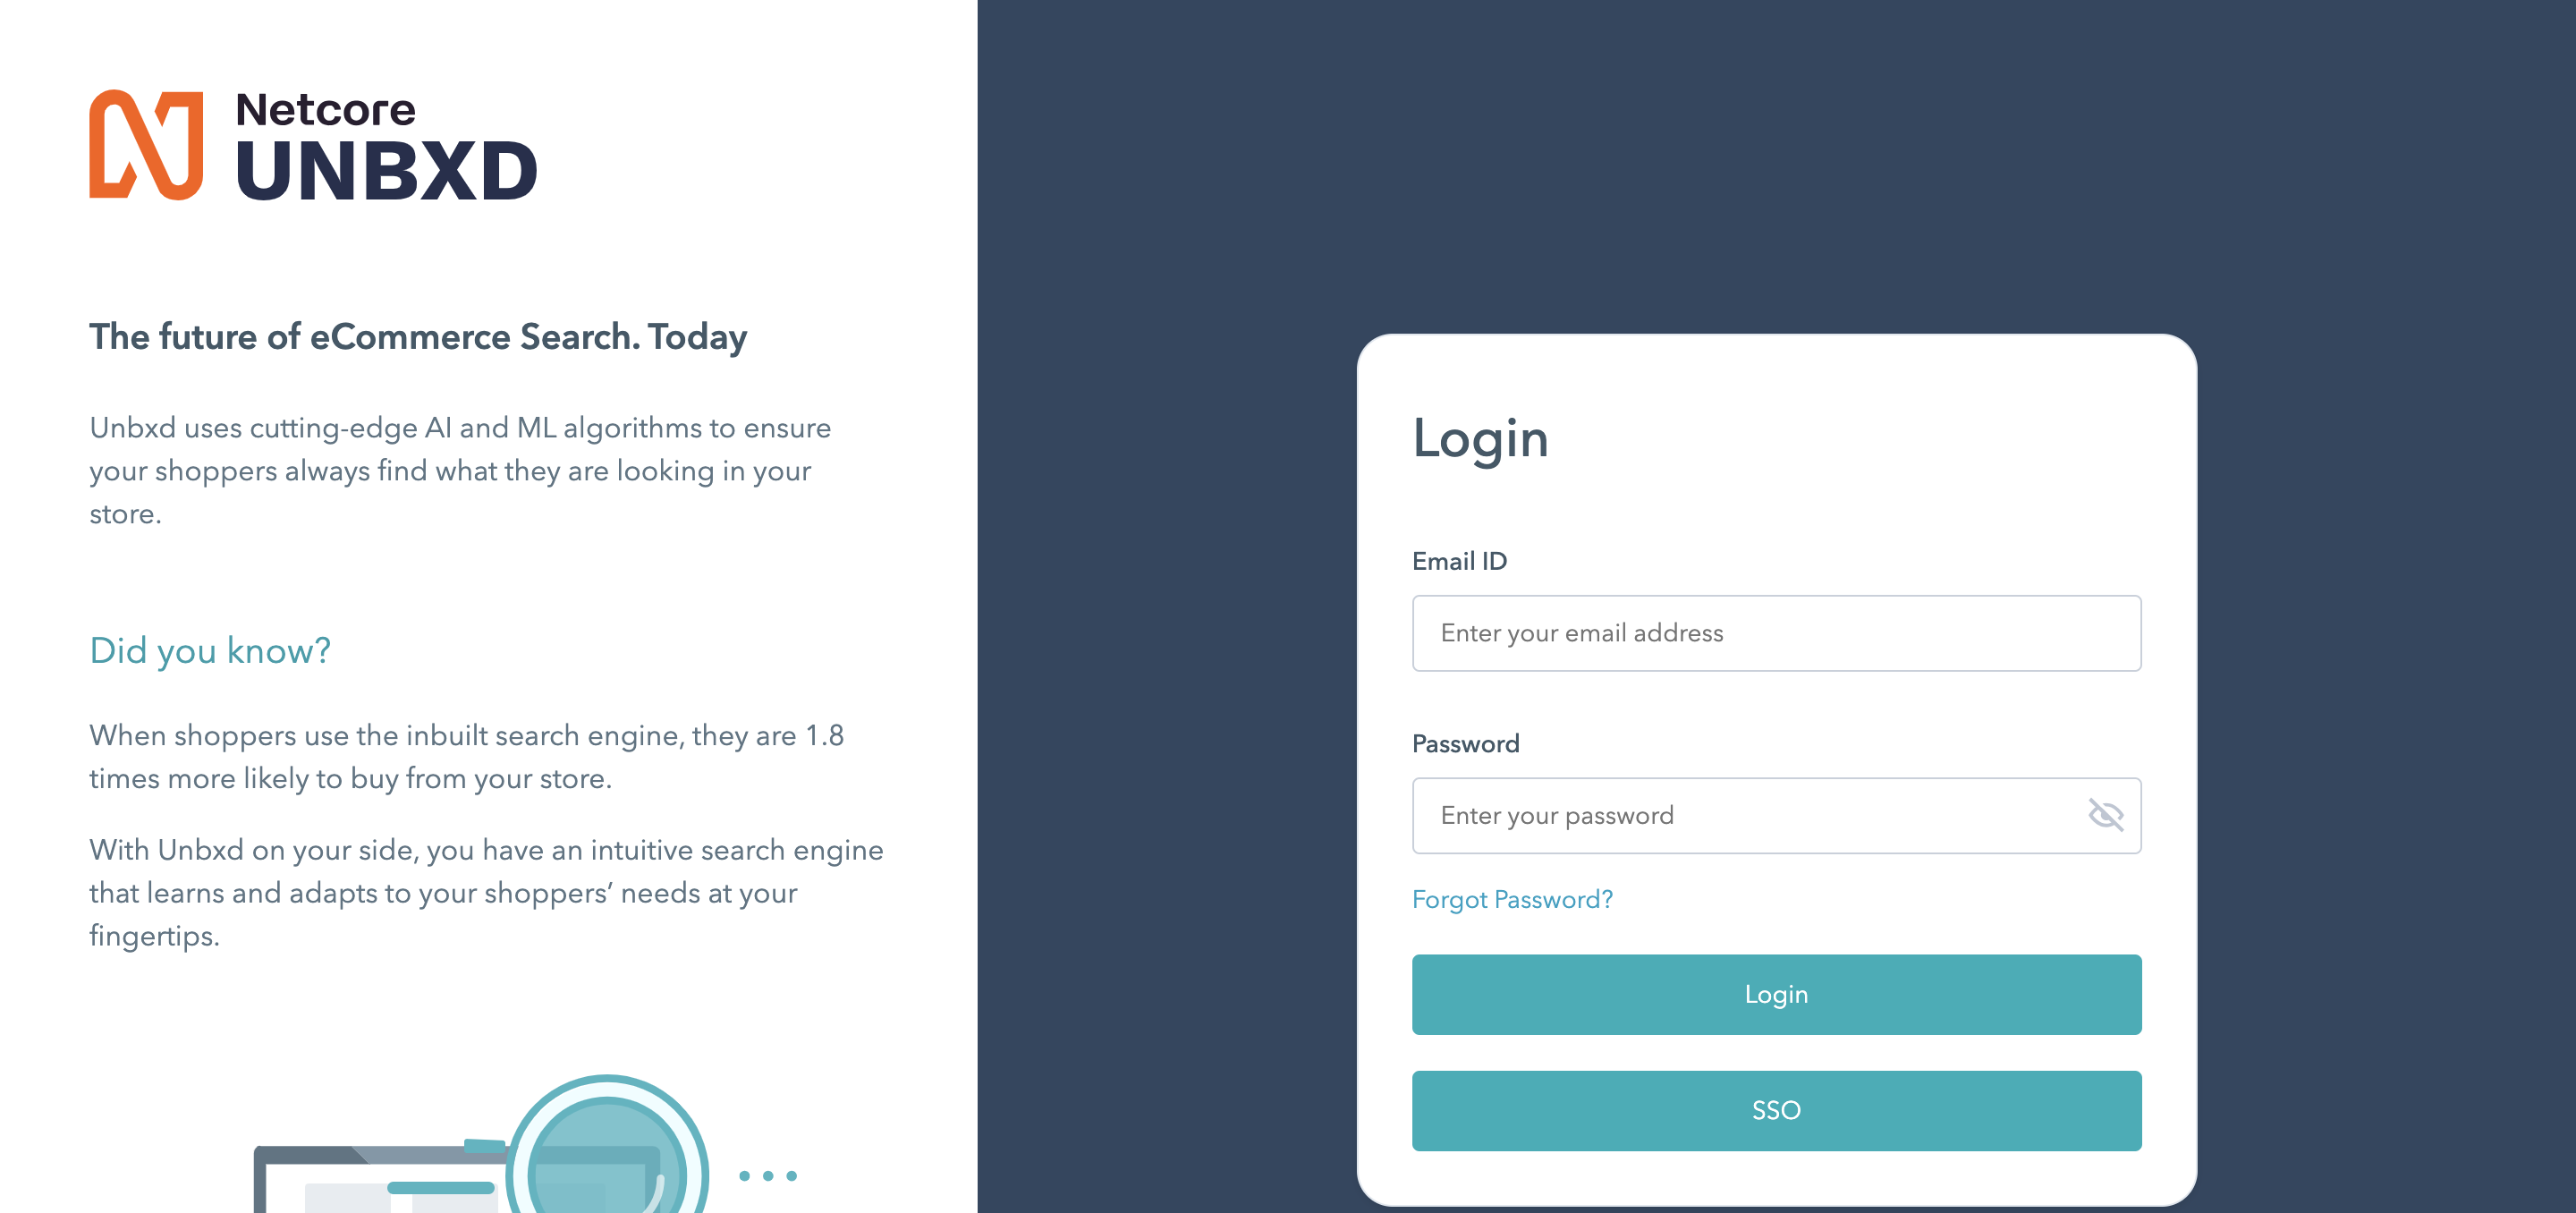 Netcore
UNBXD
The future of eCommerce Search. Today
Unbxd uses cutting-edge AI and ML algorithms to ensure
your shoppers always find what they are looking in your
store.
Did you know?
When shoppers use the inbuilt search engine, they are 1.8
times more likely to buy from your store.
With Unbxd on your side, you have an intuitive search engine
that learns and adapts to your shoppers’ needs at your
fingertips.
Login
Email ID
Enter your email address
Password
Enter your password
Forgot Password?
Login
SSO